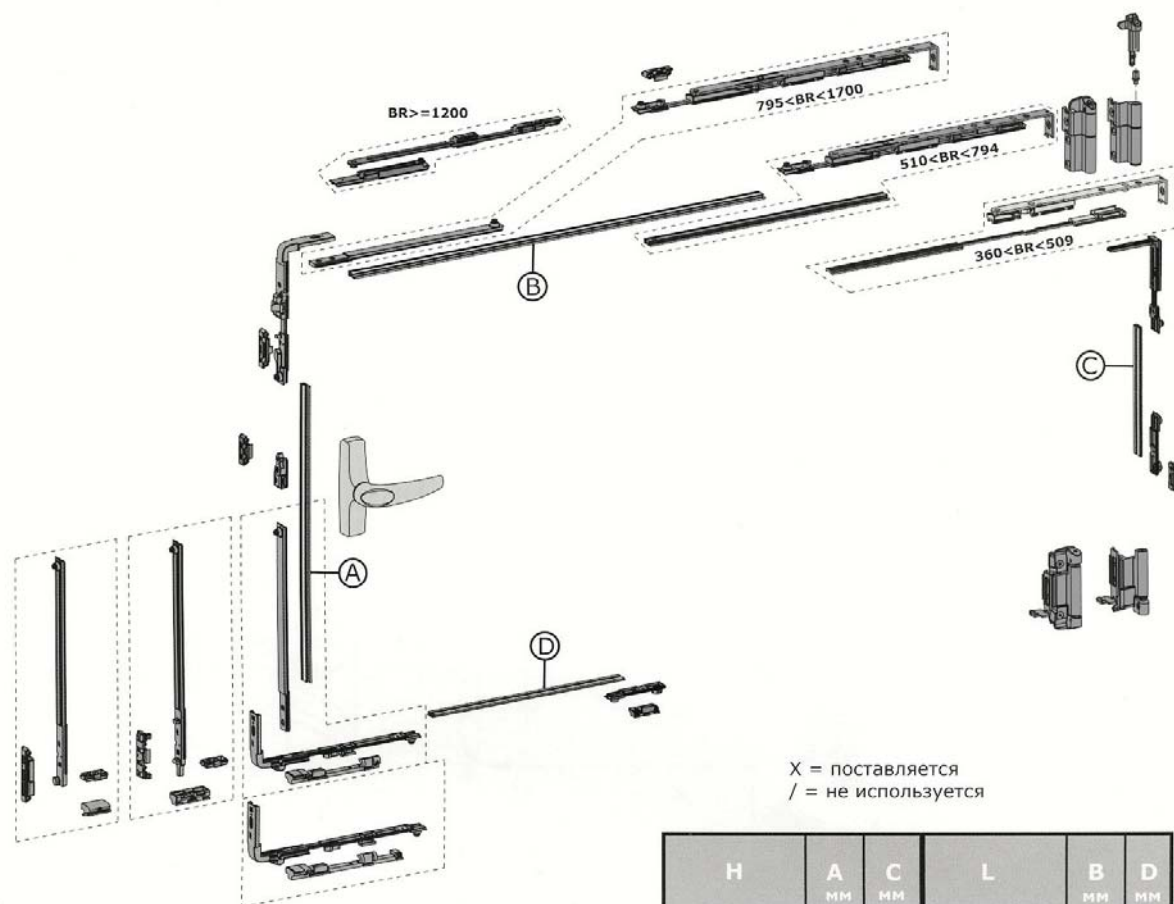 BR>=1200
795<BR<1700
510<BR<794
360<BR<509
B
C
A
D
X = поставляется
/ = не используется
H A мм C мм L B мм D мм